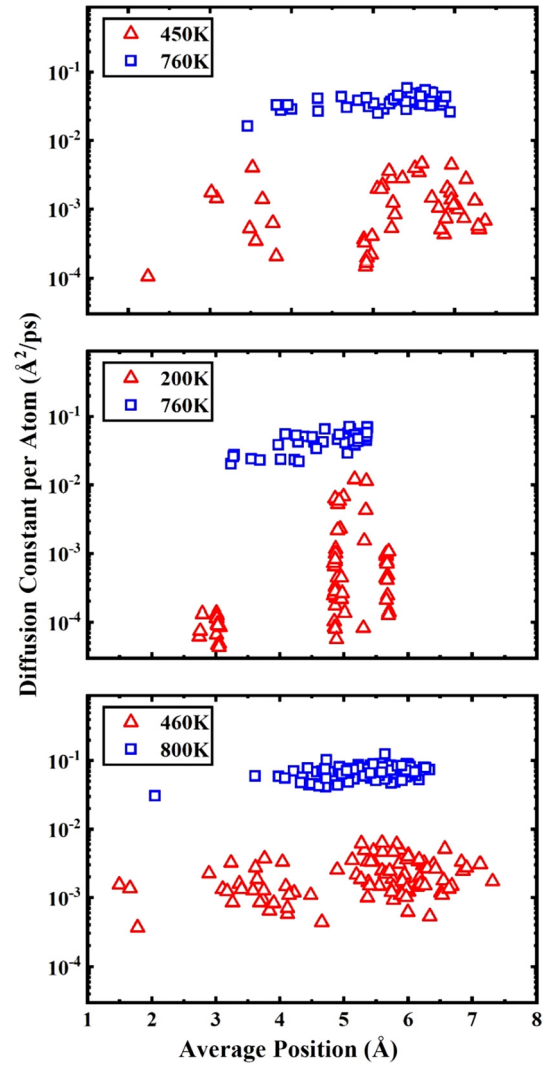 450K
760K
10⁻¹
10⁻²
10⁻³
10⁻⁴
200K
760K
10⁻¹
10⁻²
10⁻³
10⁻⁴
Diffusion Constant per Atom (Å²/ps)
460K
800K
10⁻¹
10⁻²
10⁻³
10⁻⁴
1 2 3 4 5 6 7 8
Average Position (Å)